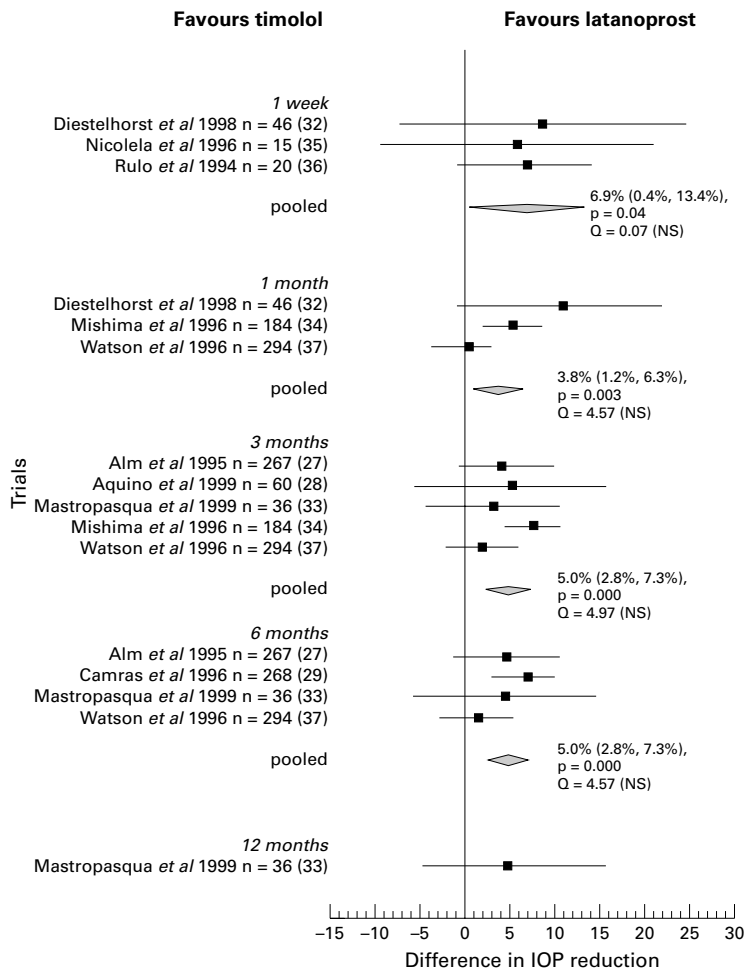 Favours timolol Favours latanoprost
1 week
Diestelhorst et al 1998 n = 46 (32)
Nicolela et al 1996 n = 15 (35)
Rulo et al 1994 n = 20 (36)
pooled
6.9% (0.4%, 13.4%),
p = 0.04
Q = 0.07 (NS)
1 month
Diestelhorst et al 1998 n = 46 (32)
Mishima et al 1996 n = 184 (34)
Watson et al 1996 n = 294 (37)
pooled
3.8% (1.2%, 6.3%),
p = 0.003
Q = 4.57 (NS)
Trials
3 months
Alm et al 1995 n = 267 (27)
Aquino et al 1999 n = 60 (28)
Mastropasqua et al 1999 n = 36 (33)
Mishima et al 1996 n = 184 (34)
Watson et al 1996 n = 294 (37)
pooled
5.0% (2.8%, 7.3%),
p = 0.000
Q = 4.97 (NS)
6 months
Alm et al 1995 n = 267 (27)
Camras et al 1996 n = 268 (29)
Mastropasqua et al 1999 n = 36 (33)
Watson et al 1996 n = 294 (37)
pooled
5.0% (2.8%, 7.3%),
p = 0.000
Q = 4.57 (NS)
12 months
Mastropasqua et al 1999 n = 36 (33)
–15 –10 –5 0 5 10 15 20 25 30
Difference in IOP reduction